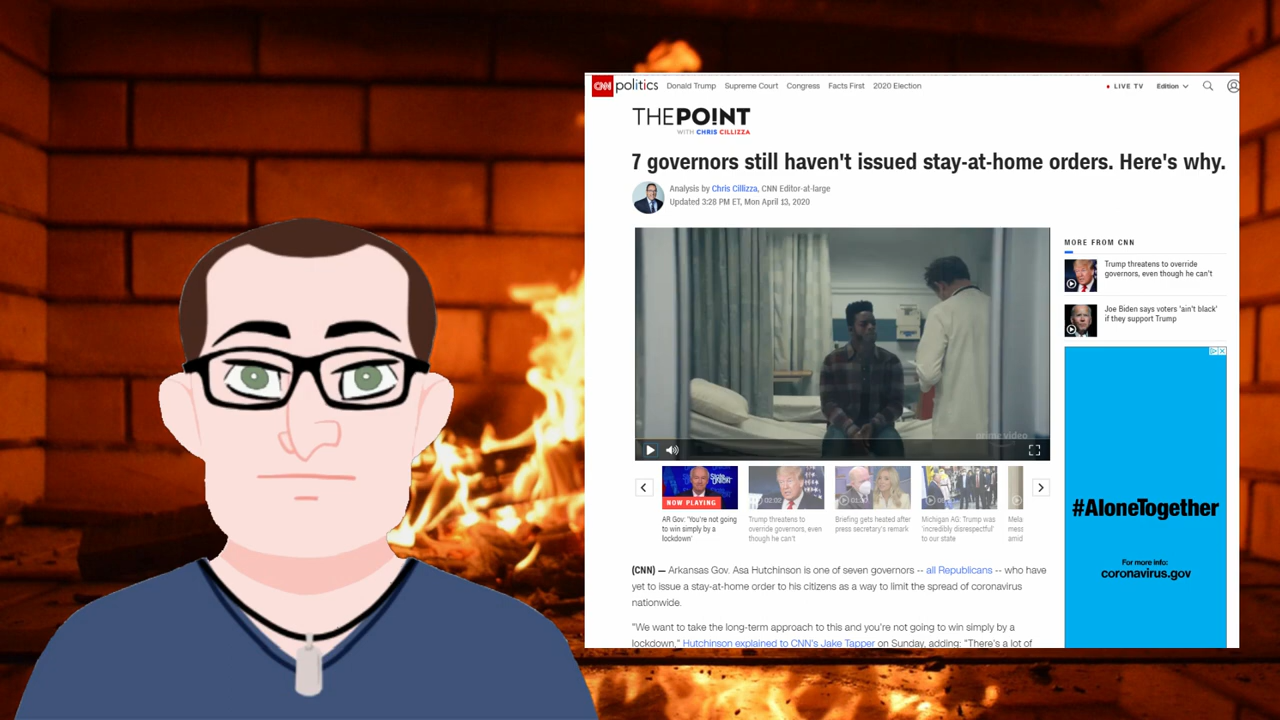 CNN politics Donald Trump Supreme Court Congress Facts First 2020 Election LIVE TV Edition
THE POINT
WITH CHRIS CILLIZZA
7 governors still haven't issued stay-at-home orders. Here's why.
Analysis by Chris Cillizza, CNN Editor-at-large
Updated 3:28 PM ET, Mon April 13, 2020
prime video
MORE FROM CNN
Trump threatens to override
governors, even though he can't
Joe Biden says voters 'ain't black'
if they support Trump
NOW PLAYING
AR Gov: 'You're not going
to win simply by a
lockdown'
02:02
Trump threatens to
override governors, even
though he can't
Briefing gets heated after
press secretary's remark
Michigan AG: Trump was
'incredibly disrespectful'
to our state
Mela
mess
amid
#AloneTogether
For more info:
coronavirus.gov
(CNN) — Arkansas Gov. Asa Hutchinson is one of seven governors -- all Republicans -- who have
yet to issue a stay-at-home order to his citizens as a way to limit the spread of coronavirus
nationwide.
"We want to take the long-term approach to this and you're not going to win simply by a
lockdown," Hutchinson explained to CNN's Jake Tapper on Sunday, adding: "There's a lot of